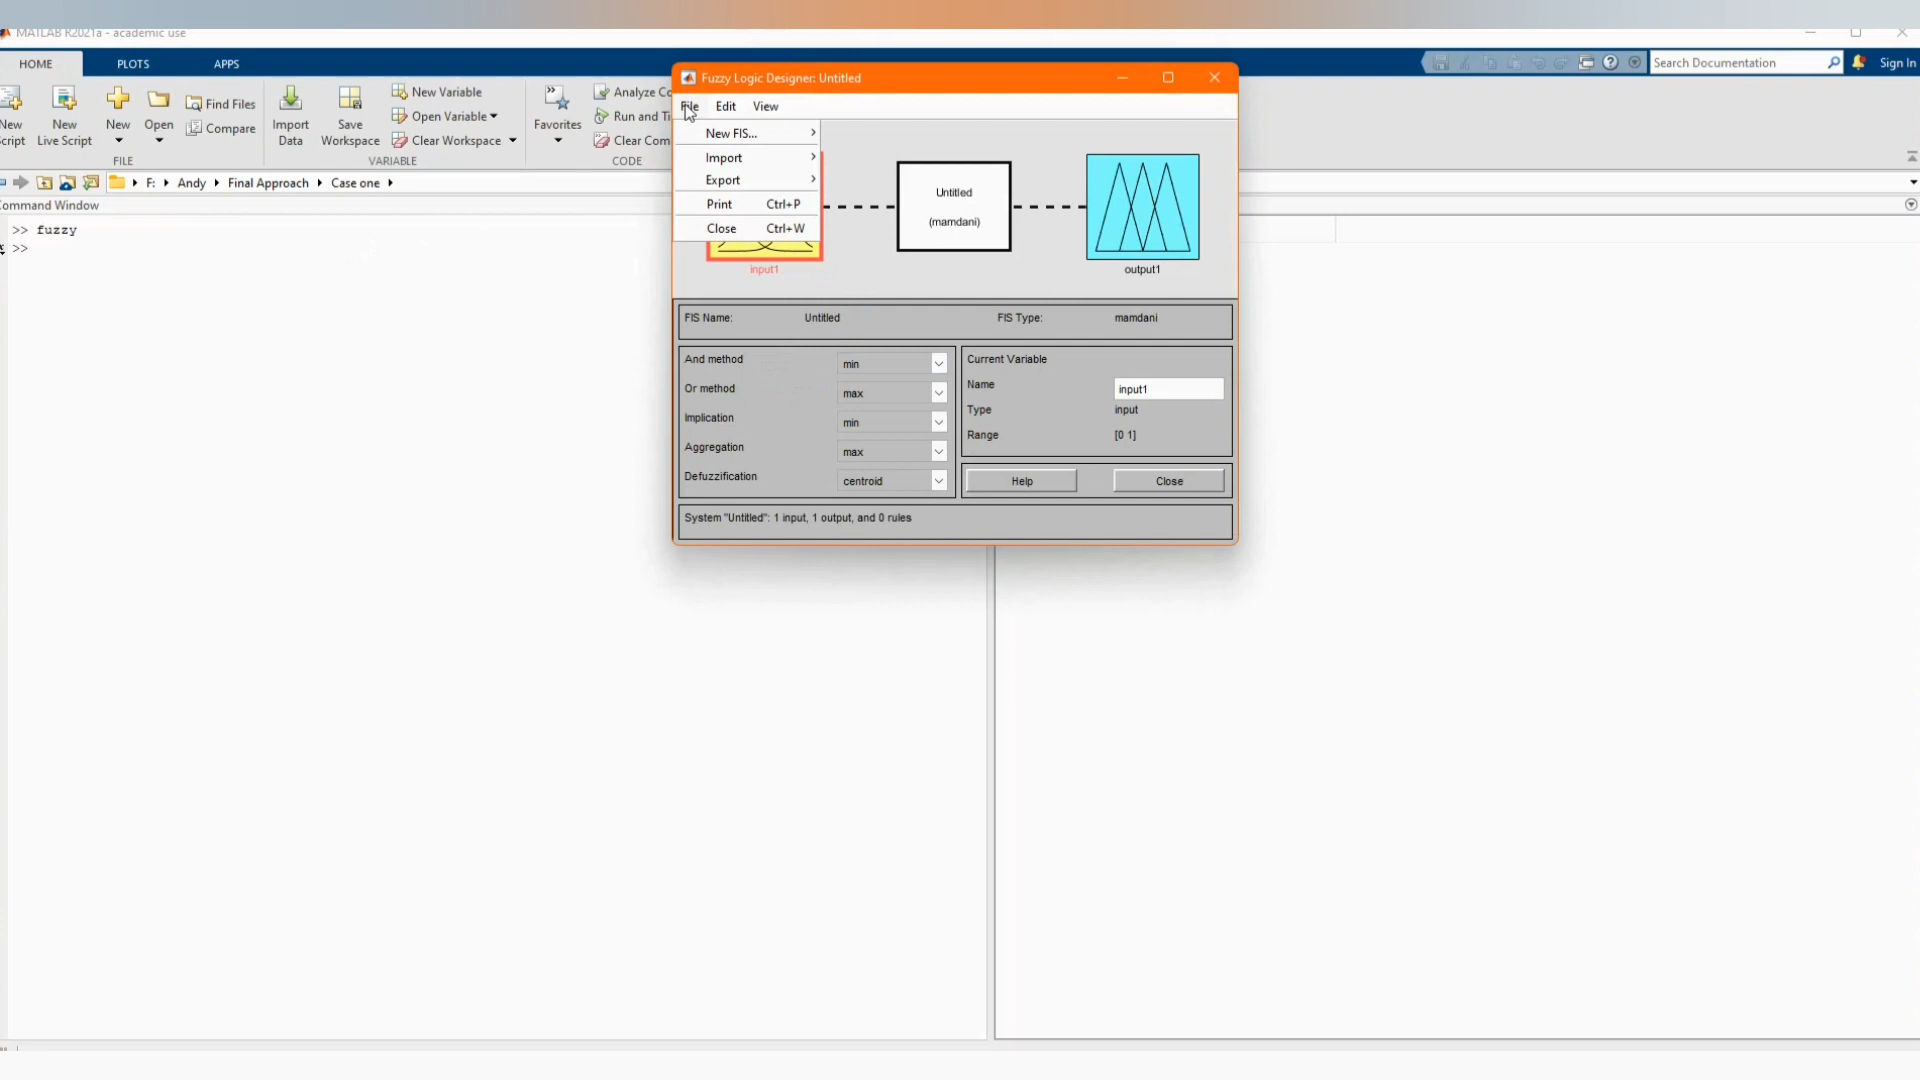 MATLAB R2021a - academic use
HOME PLOTS APPS
Search Documentation
Sign In
Fuzzy Logic Designer: Untitled
File Edit View
New
Live Script
New
Open
Find Files
Compare
FILE
Import
Data
Save
Workspace
New Variable
Open Variable
Clear Workspace
VARIABLE
Favorites
Analyze
Run and
Clear
CODE
New FIS...
Import
Export
Print Ctrl+P
Close Ctrl+W
Untitled
(mamdani)
input1
output1
F: Andy Final Approach Case one
Command Window
>> fuzzy
>>
FIS Name: Untitled FIS Type: mamdani
And method min
Or method max
Implication min
Aggregation max
Defuzzification centroid
Current Variable
Name input1
Type input
Range [0 1]
Help Close
System "Untitled": 1 input, 1 output, and 0 rules